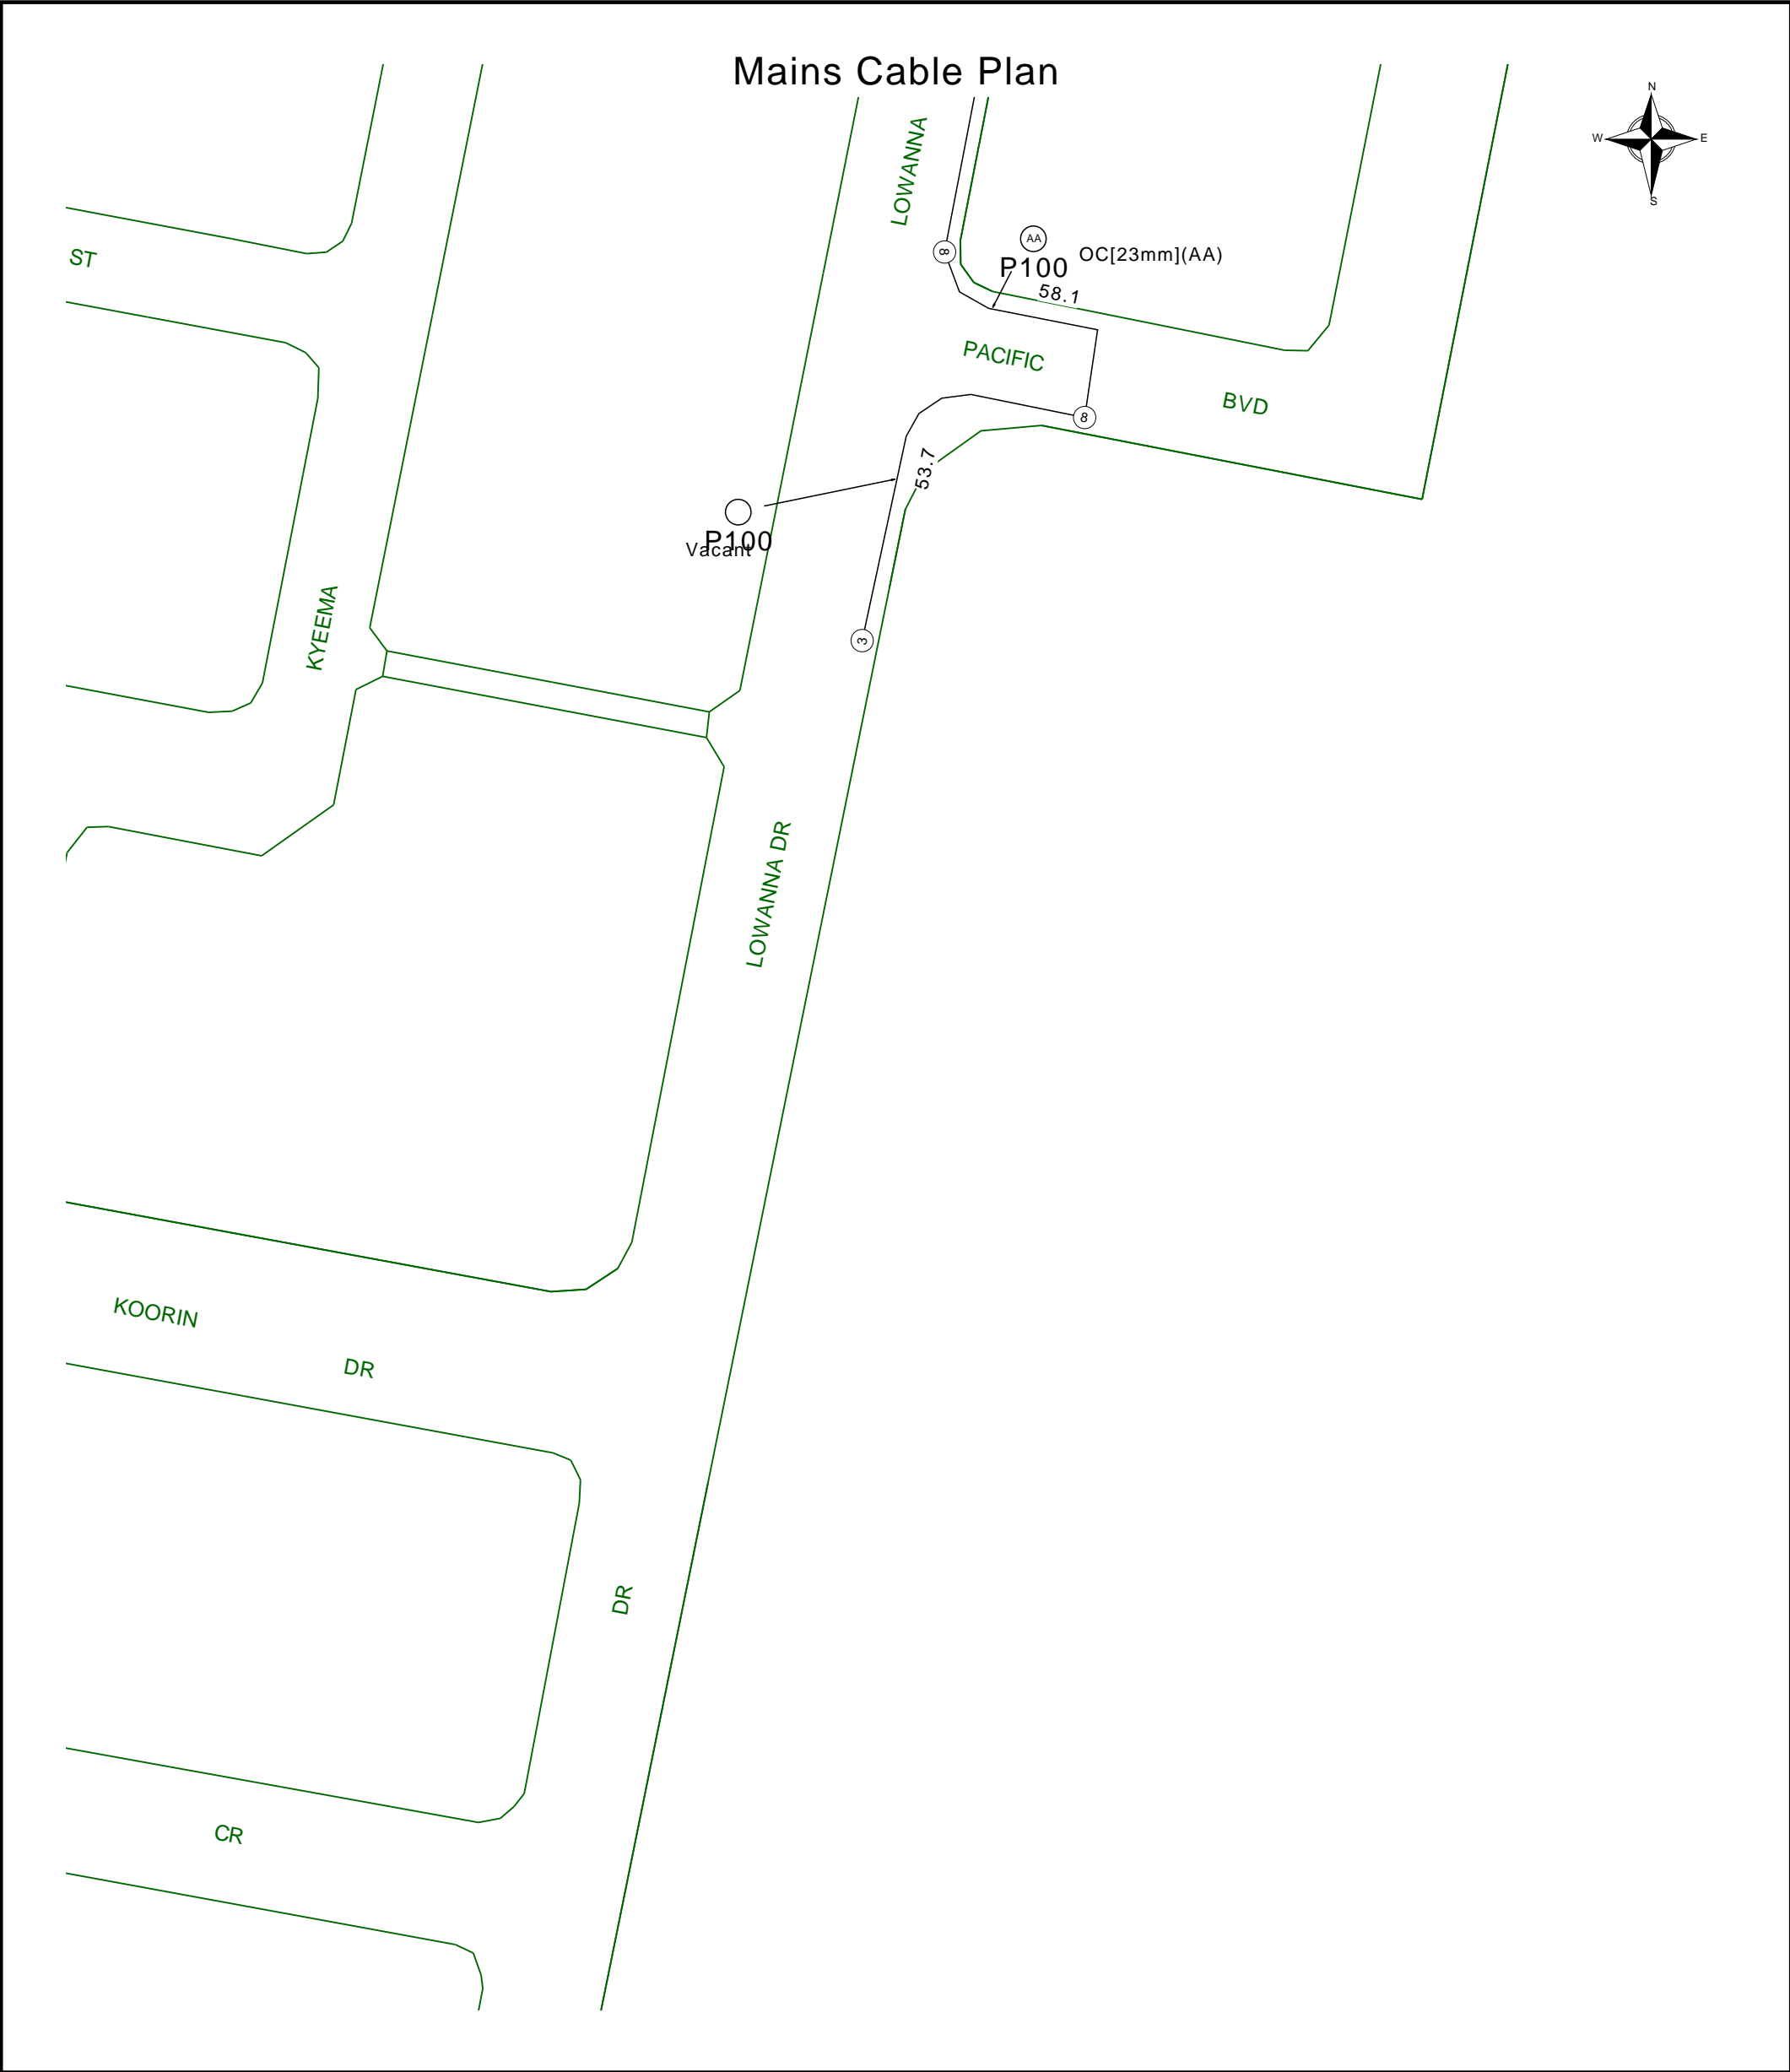 Mains Cable Plan
N
W
E
S
LOWANNA
AA
8
OC[23mm](AA)
P100
ST
58.1
PACIFIC
BVD
8
53.7
P100
Vacant
KYEEMA
3
LOWANNA DR
KOORIN
DR
DR
CR